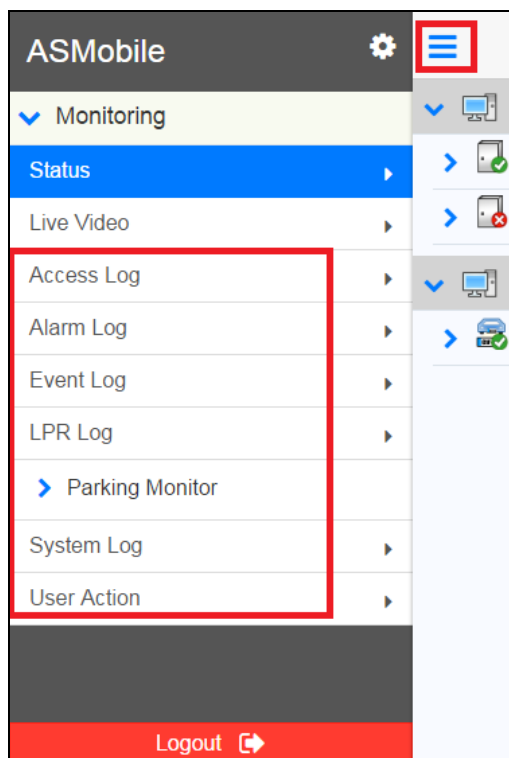 ASMobile
Monitoring
Status
Live Video
Access Log
Alarm Log
Event Log
LPR Log
Parking Monitor
System Log
User Action
Logout